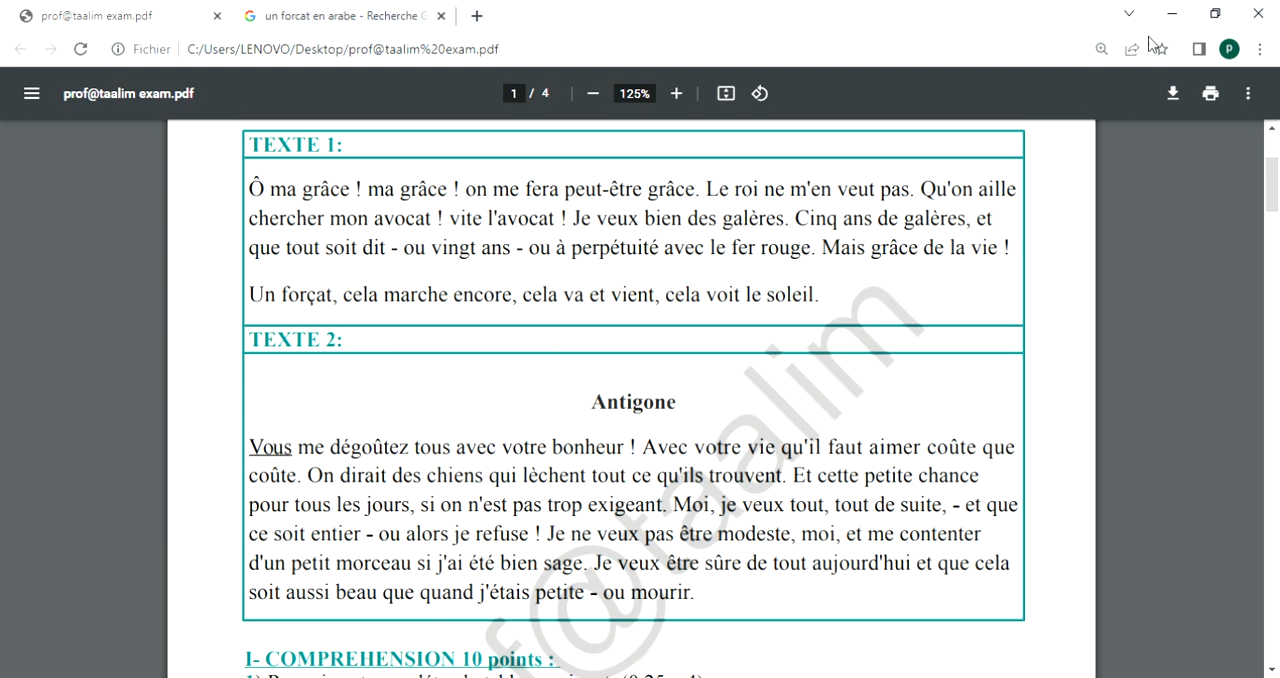 prof@taalim exam.pdf
un forcat en arabe - Recherche G
Fichier
C:/Users/LENOVO/Desktop/prof@taalim%20exam.pdf
P
prof@taalim exam.pdf
1 / 4
125%
TEXTE 1:
Ô ma grâce ! ma grâce ! on me fera peut-être grâce. Le roi ne m'en veut pas. Qu'on aille
chercher mon avocat ! vite l'avocat ! Je veux bien des galères. Cinq ans de galères, et
que tout soit dit - ou vingt ans - ou à perpétuité avec le fer rouge. Mais grâce de la vie !
Un forçat, cela marche encore, cela va et vient, cela voit le soleil.
TEXTE 2:
Antigone
Vous me dégoûtez tous avec votre bonheur ! Avec votre vie qu'il faut aimer coûte que
coûte. On dirait des chiens qui lèchent tout ce qu'ils trouvent. Et cette petite chance
pour tous les jours, si on n'est pas trop exigeant. Moi, je veux tout, tout de suite, - et que
ce soit entier - ou alors je refuse ! Je ne veux pas être modeste, moi, et me contenter
d'un petit morceau si j'ai été bien sage. Je veux être sûre de tout aujourd'hui et que cela
soit aussi beau que quand j'étais petite - ou mourir.
f@taalim
I- COMPREHENSION 10 points :